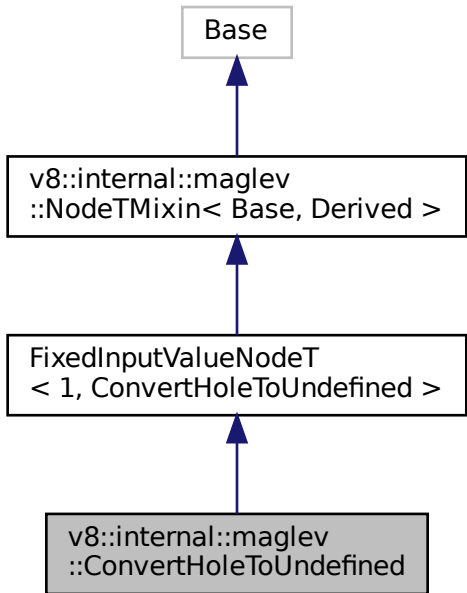 Base
v8::internal::maglev
::NodeTMixin< Base, Derived >
FixedInputValueNodeT
< 1, ConvertHoleToUndefined >
v8::internal::maglev
::ConvertHoleToUndefined